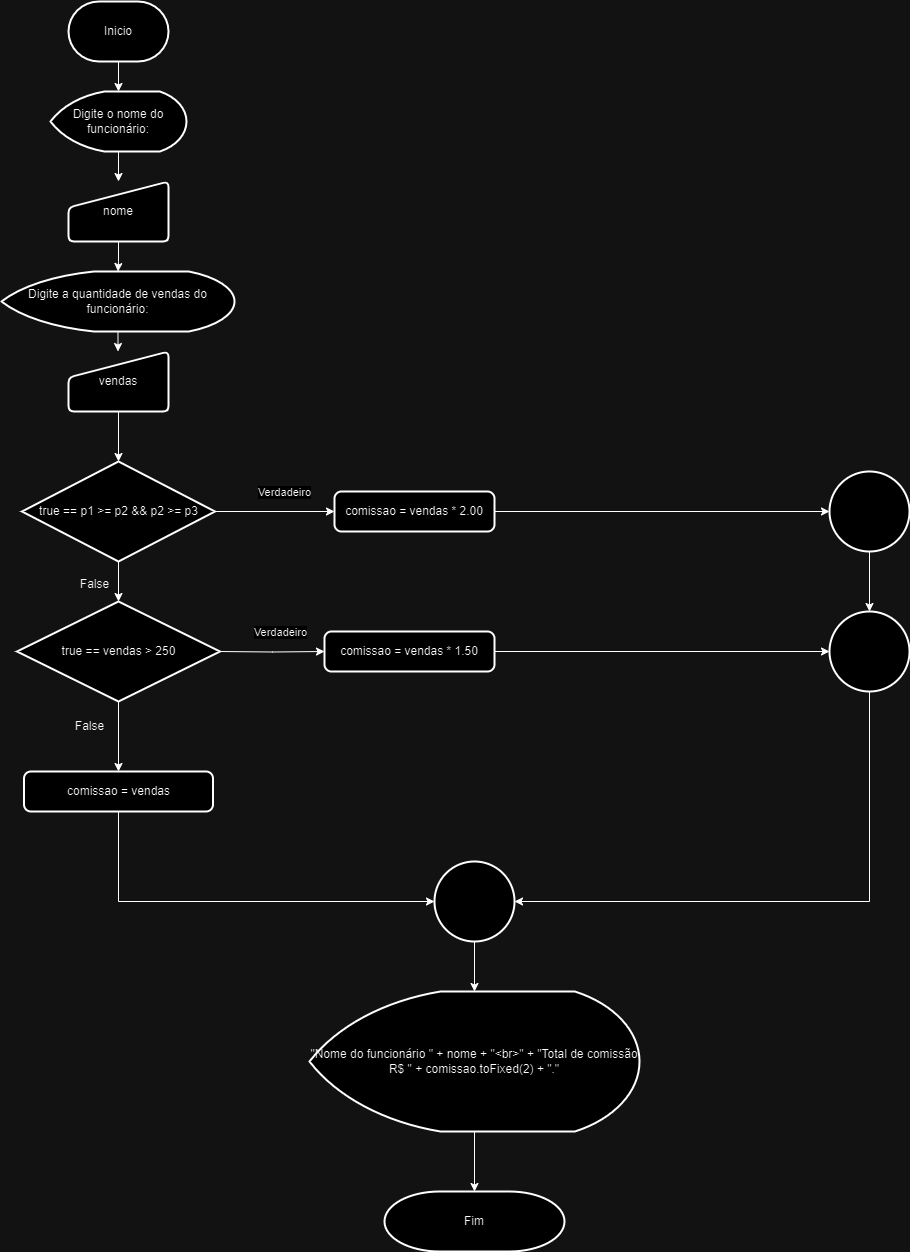 Inicio
Digite o nome do
funcionário:
nome
Digite a quantidade de vendas do
funcionário:
vendas
true == p1 >= p2 && p2 >= p3
Verdadeiro
comissao = vendas * 2.00
False
true == vendas > 250
Verdadeiro
comissao = vendas * 1.50
False
comissao = vendas
"Nome do funcionário " + nome + "<br>" + "Total de comissão
R$ " + comissao.toFixed(2) + "."
Fim